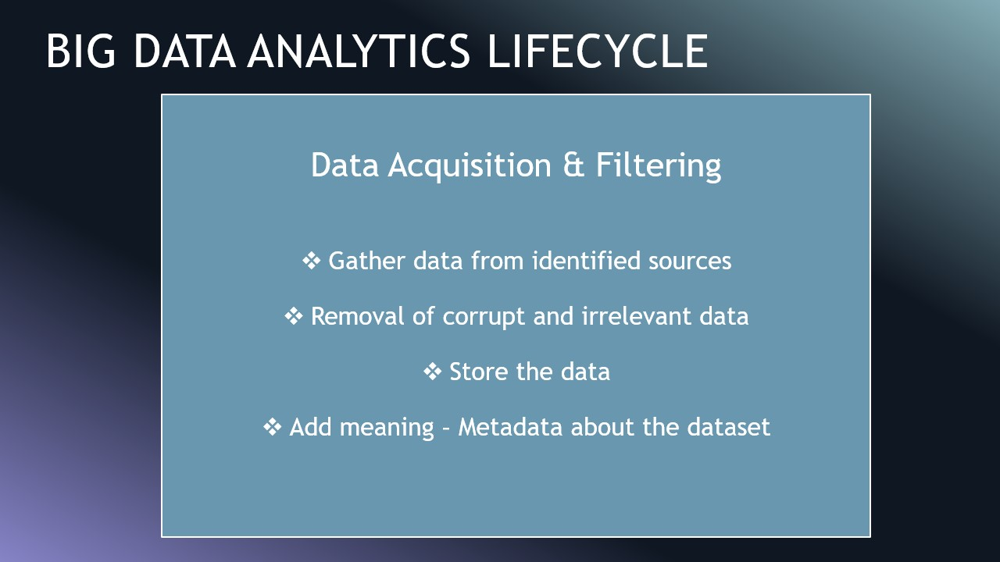 BIG DATA ANALYTICS LIFECYCLE
Data Acquisition & Filtering
❖ Gather data from identified sources
❖ Removal of corrupt and irrelevant data
❖ Store the data
❖ Add meaning – Metadata about the dataset